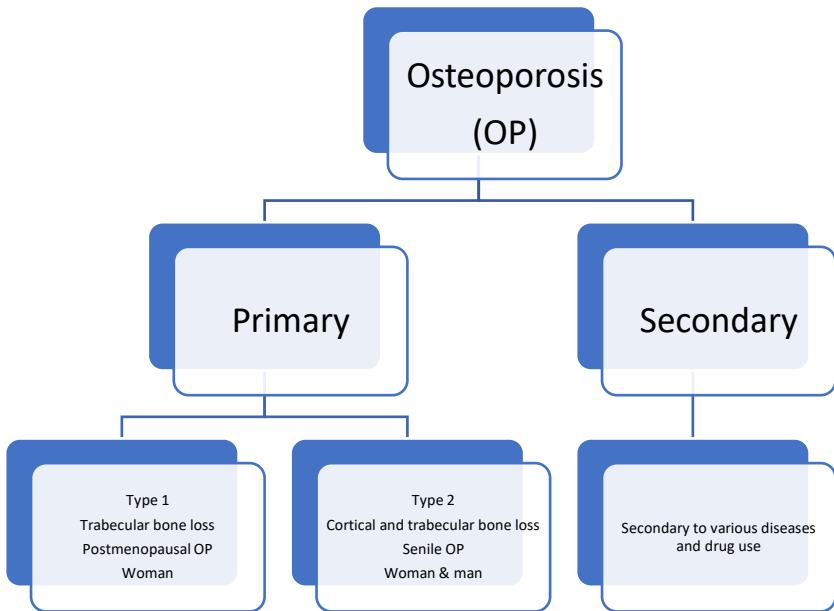 Osteoporosis
(OP)
Primary
Secondary
Type 1
Trabecular bone loss
Postmenopausal OP
Woman
Type 2
Cortical and trabecular bone loss
Senile OP
Woman & man
Secondary to various diseases
and drug use